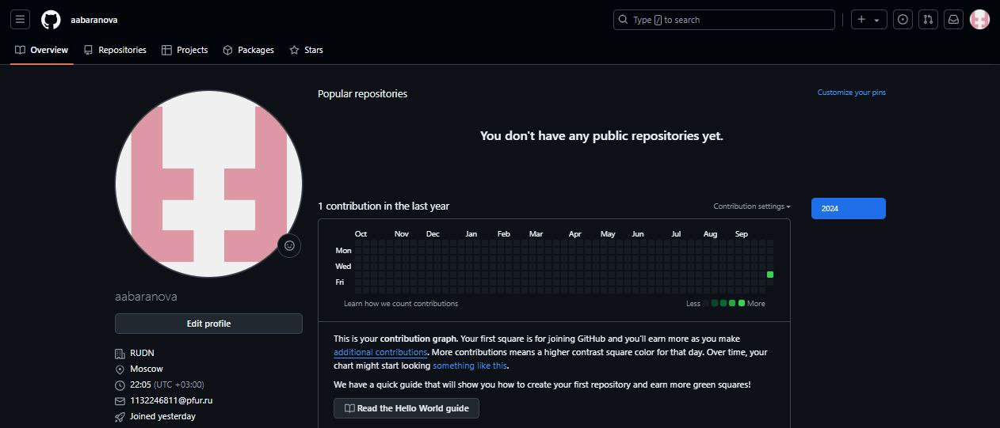 aabaranova
Type / to search
Overview
Repositories
Projects
Packages
Stars
Popular repositories
Customize your pins
You don't have any public repositories yet.
1 contribution in the last year
Contribution settings
2024
Oct Nov Dec Jan Feb Mar Apr May Jun Jul Aug Sep
Mon
Wed
Fri
Learn how we count contributions
Less
More
aabaranova
Edit profile
RUDN
Moscow
22:05 (UTC +03:00)
1132246811@pfur.ru
Joined yesterday
This is your contribution graph. Your first square is for joining GitHub and you'll earn more as you make
additional contributions. More contributions means a higher contrast square color for that day. Over time, your
chart might start looking something like this.
We have a quick guide that will show you how to create your first repository and earn more green squares!
Read the Hello World guide